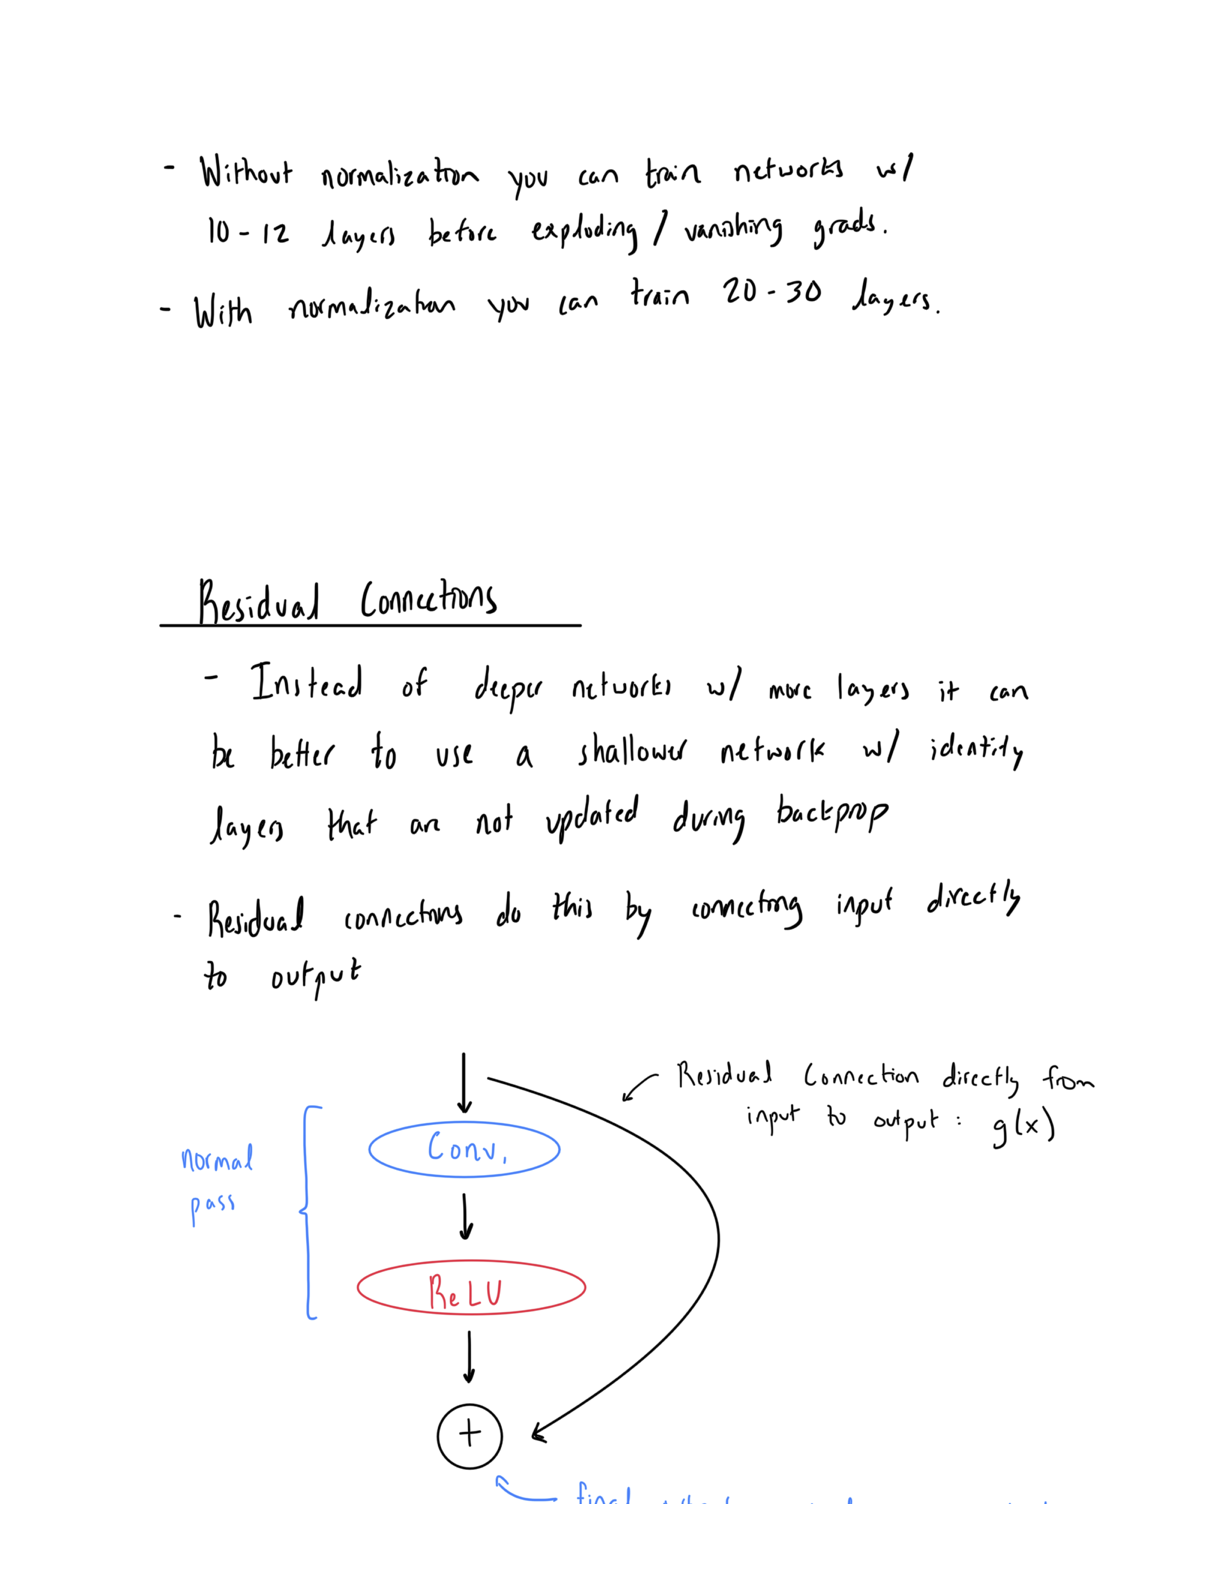 - Without normalization you can train networks w/
10-12 layers before exploding / vanishing grads.
- With normalization you can train 20-30 layers.
Residual Connections
- Instead of deeper networks w/ more layers it can
be better to use a shallower network w/ identity
layers that are not updated during backprop
- Residual connections do this by connecting input directly
to output
Residual Connection directly from
input to output: g(x)
normal
pass
Conv.
ReLU
+
final